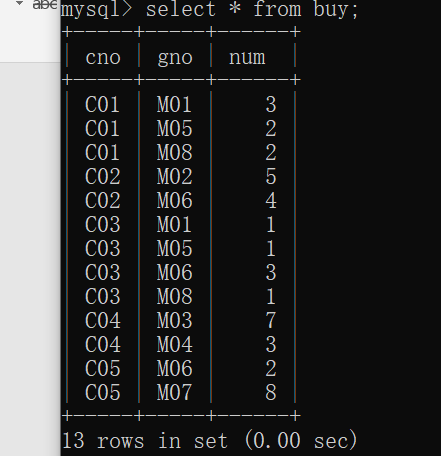 abc
mysql> select * from buy;
+-----+-----+------+
| cno | gno | num |
+-----+-----+------+
| C01 | M01 | 3 |
| C01 | M05 | 2 |
| C01 | M08 | 2 |
| C02 | M02 | 5 |
| C02 | M06 | 4 |
| C03 | M01 | 1 |
| C03 | M05 | 1 |
| C03 | M06 | 3 |
| C03 | M08 | 1 |
| C04 | M03 | 7 |
| C04 | M04 | 3 |
| C05 | M06 | 2 |
| C05 | M07 | 8 |
+-----+-----+------+
13 rows in set (0.00 sec)